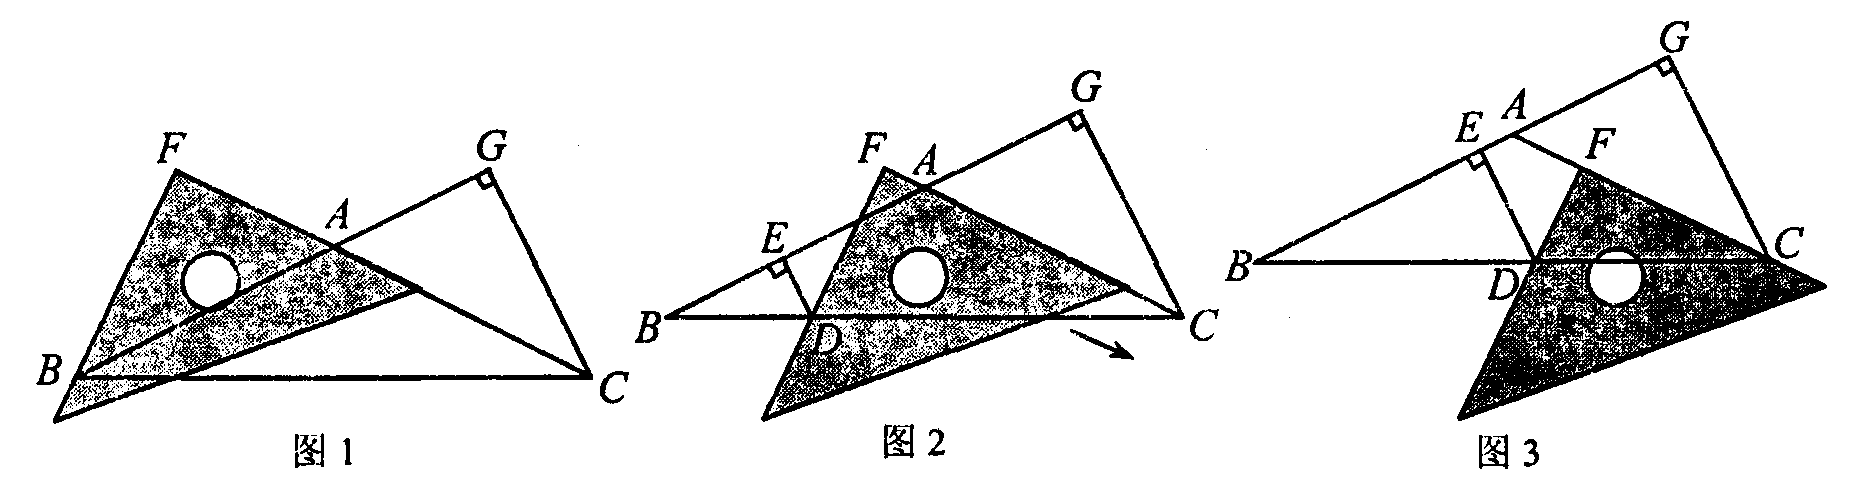 F G A B C
图1
F A G E B D C
图2
G A E F B D C
图3